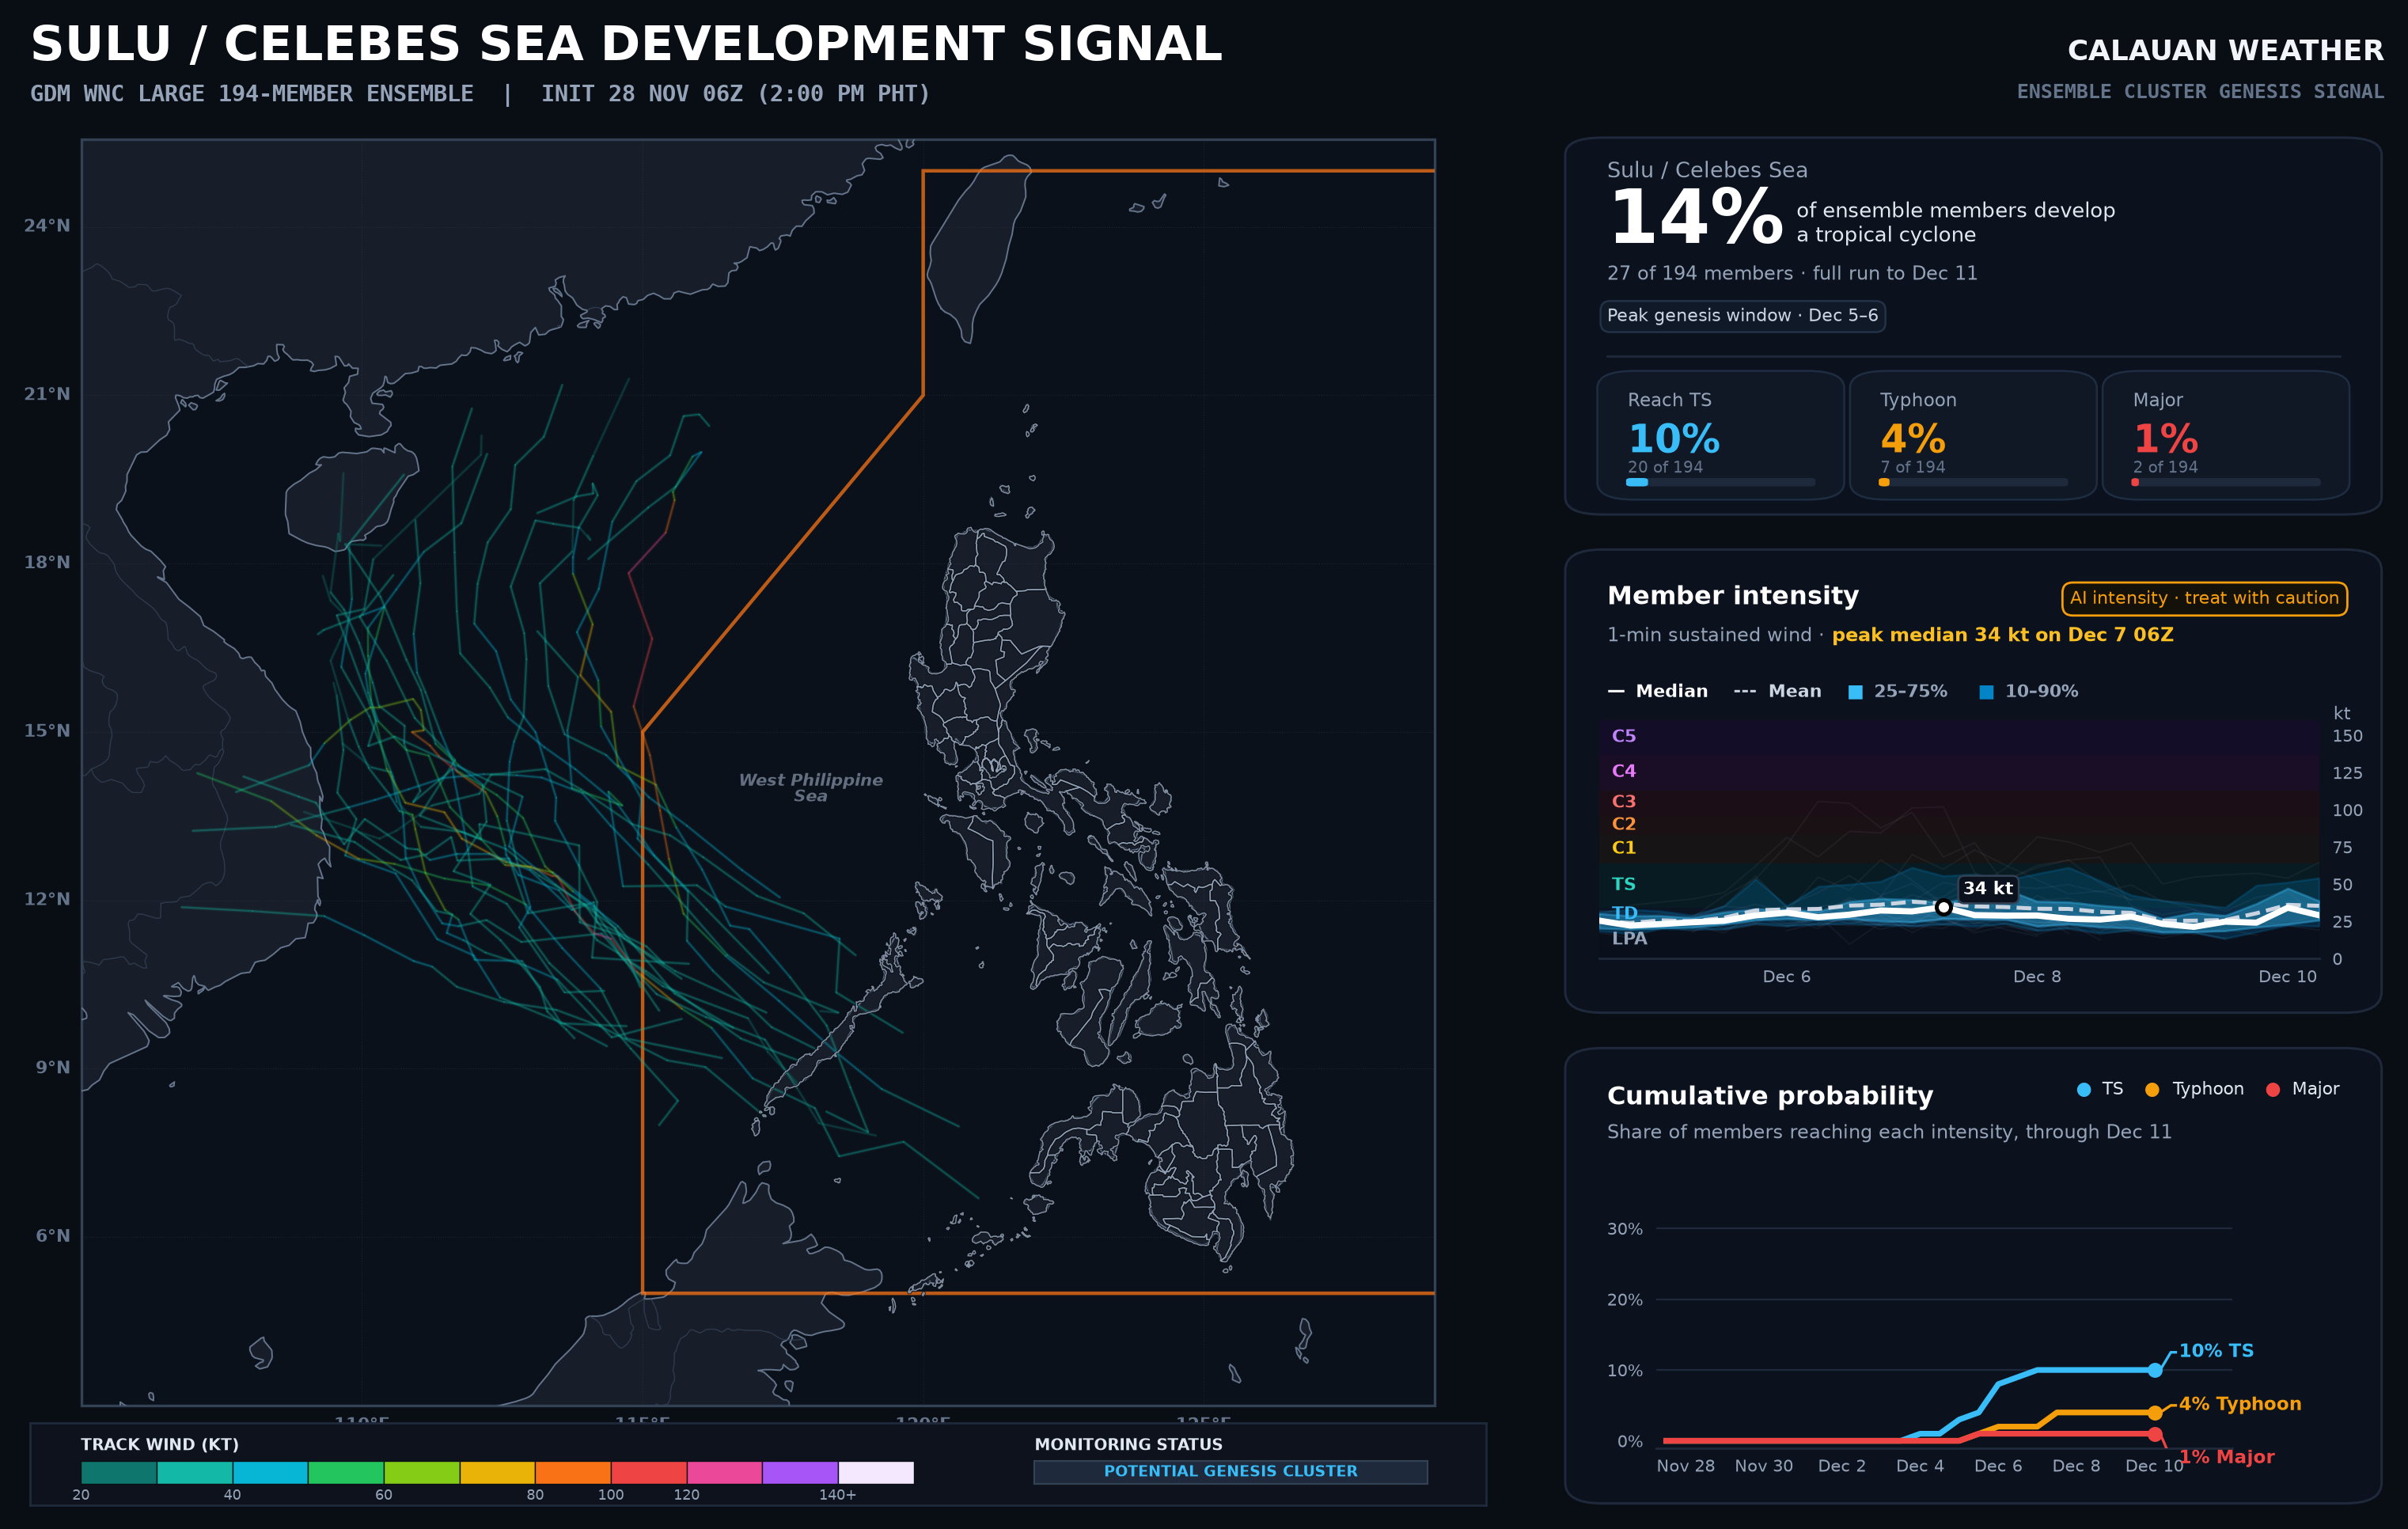 SULU / CELEBES SEA DEVELOPMENT SIGNAL
GDM WNC LARGE 194-MEMBER ENSEMBLE | INIT 28 NOV 06Z (2:00 PM PHT)
CALAUAN WEATHER
ENSEMBLE CLUSTER GENESIS SIGNAL
24°N
21°N
18°N
15°N
12°N
9°N
6°N
West Philippine
Sea
110°E
115°E
120°E
125°E
TRACK WIND (KT)
20
40
60
80
100
120
140+
MONITORING STATUS
POTENTIAL GENESIS CLUSTER
Sulu / Celebes Sea
14%
of ensemble members develop
a tropical cyclone
27 of 194 members · full run to Dec 11
Peak genesis window · Dec 5–6
Reach TS
10%
20 of 194
Typhoon
4%
7 of 194
Major
1%
2 of 194
Member intensity
AI intensity · treat with caution
1-min sustained wind · peak median 34 kt on Dec 7 06Z
Median
Mean
25–75%
10–90%
kt
C5
C4
C3
C2
C1
TS
TD
LPA
34 kt
150
125
100
75
50
25
0
Dec 6
Dec 8
Dec 10
Cumulative probability
TS
Typhoon
Major
Share of members reaching each intensity, through Dec 11
30%
20%
10%
0%
10% TS
4% Typhoon
1% Major
Nov 28
Nov 30
Dec 2
Dec 4
Dec 6
Dec 8
Dec 10